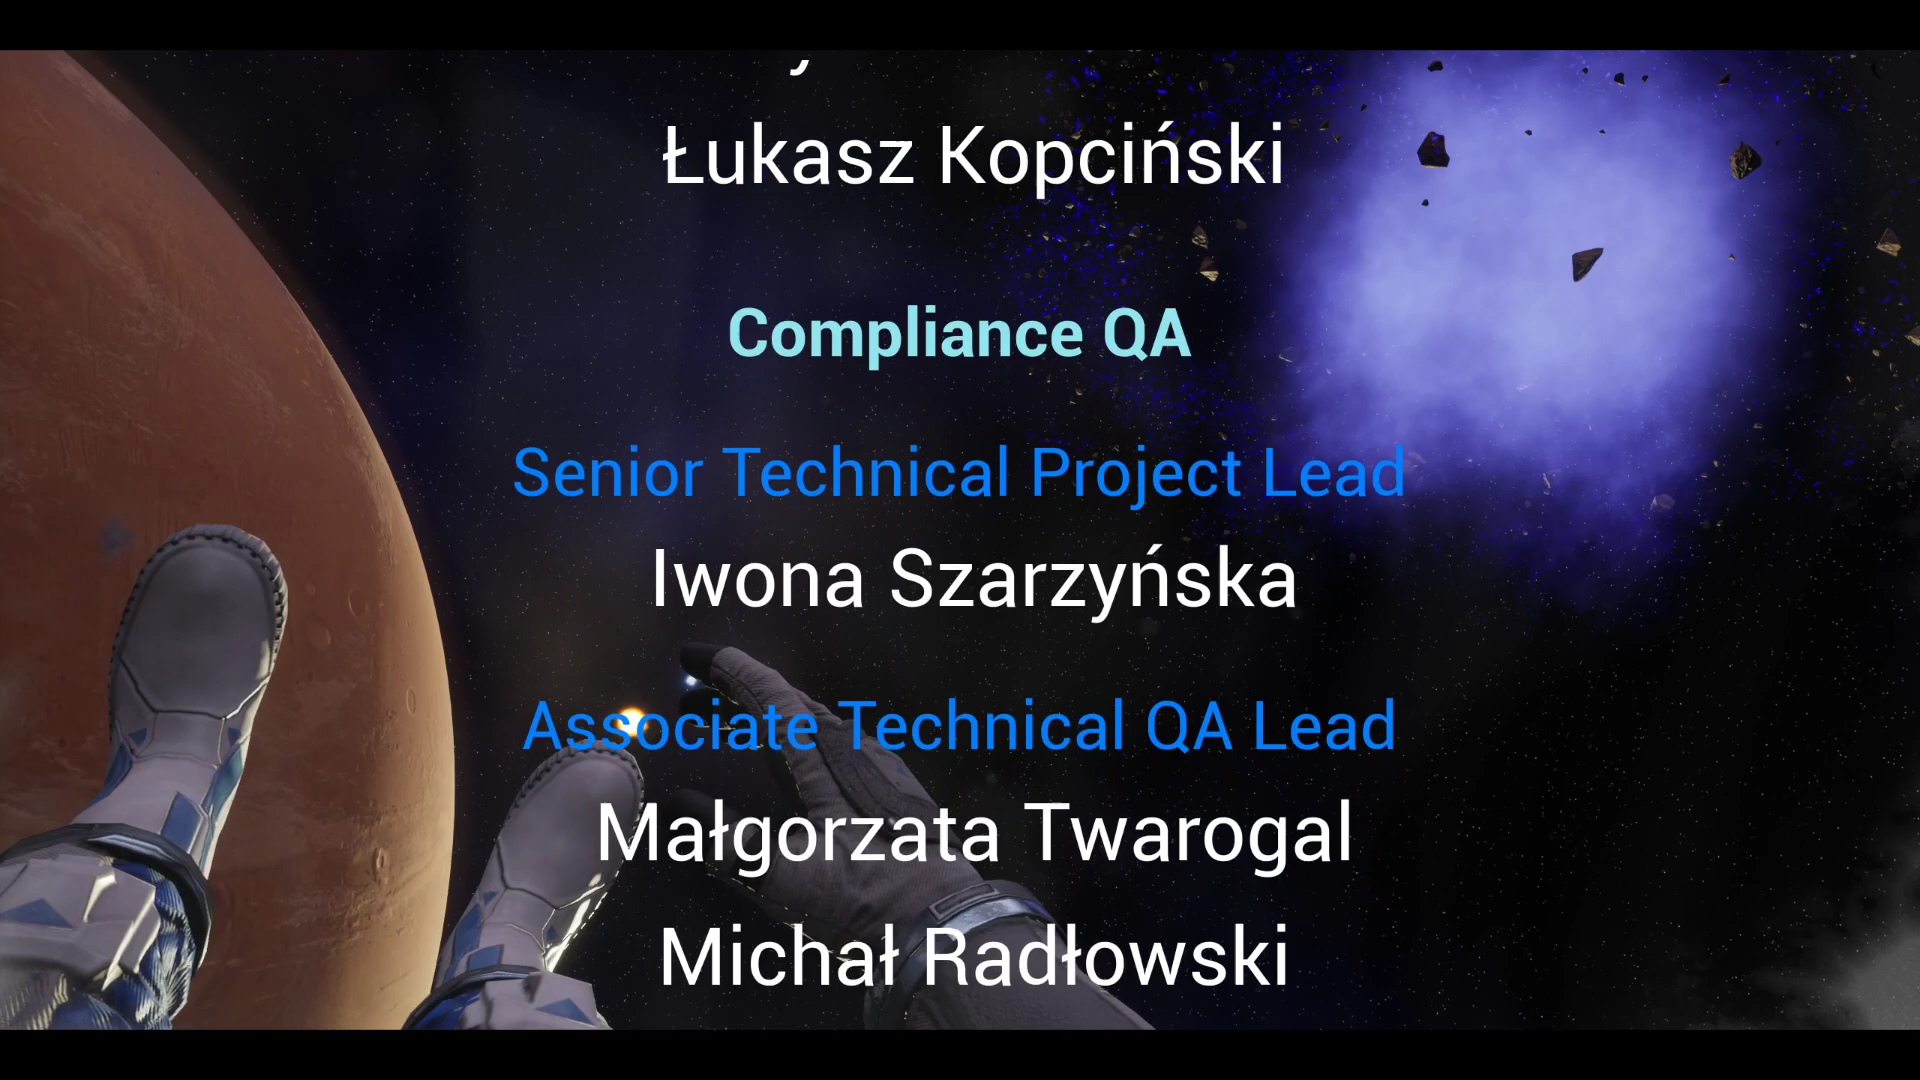 Łukasz Kopciński
Compliance QA
Senior Technical Project Lead
Iwona Szarzyńska
Associate Technical QA Lead
Małgorzata Twarogal
Michał Radłowski